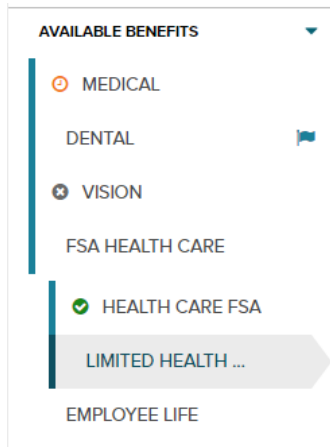 AVAILABLE BENEFITS
MEDICAL
DENTAL
VISION
FSA HEALTH CARE
HEALTH CARE FSA
LIMITED HEALTH ...
EMPLOYEE LIFE